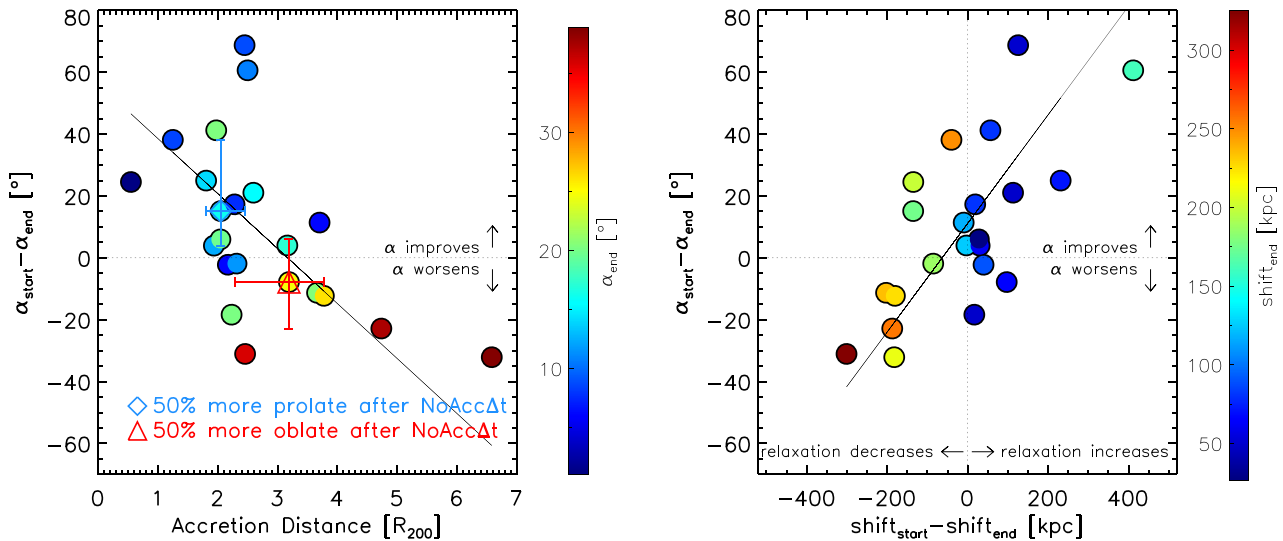 80
60
40
20
0
−20
−40
−60
α_start−α_end [°]
α improves
α worsens
50% more prolate after NoAccΔt
50% more oblate after NoAccΔt
0 1 2 3 4 5 6 7
Accretion Distance [R_200]
30
20
10
α_end [°]
80
60
40
20
0
−20
−40
−60
α_start−α_end [°]
α improves
α worsens
relaxation decreases relaxation increases
−400 −200 0 200 400
shift_start−shift_end [kpc]
300
250
200
150
100
50
shift_end [kpc]